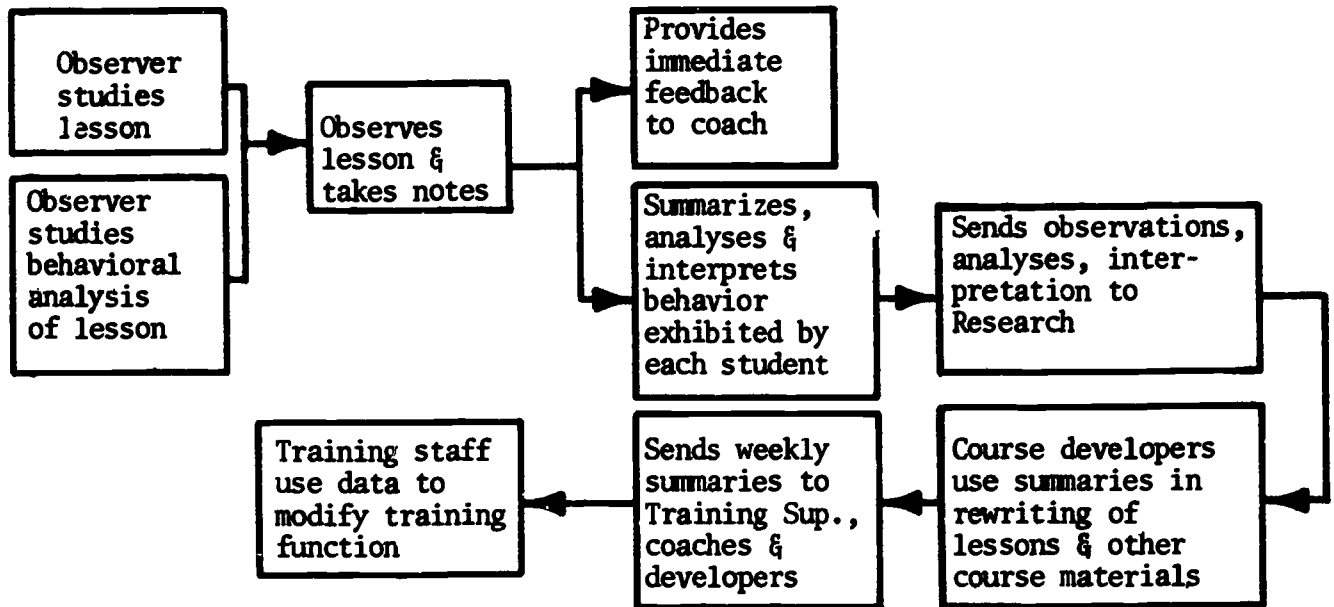 Observer
studies
lesson
Observer
studies
behavioral
analysis
of lesson
Observes
lesson &
takes notes
Provides
immediate
feedback
to coach
Summarizes,
analyses &
interprets
behavior
exhibited by
each student
Sends observations,
analyses, inter-
pretation to
Research
Course developers
use summaries in
rewriting of
lessons & other
course materials
Sends weekly
summaries to
Training Sup.,
coaches &
developers
Training staff
use data to
modify training
function